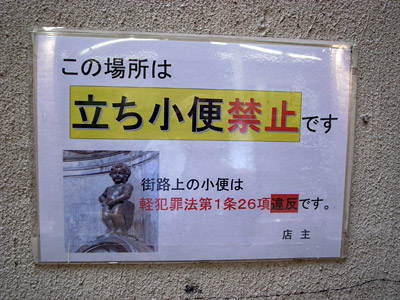 この場所は
立ち小便禁止です
街路上の小便は
軽犯罪法第1条26項違反です。
店 主